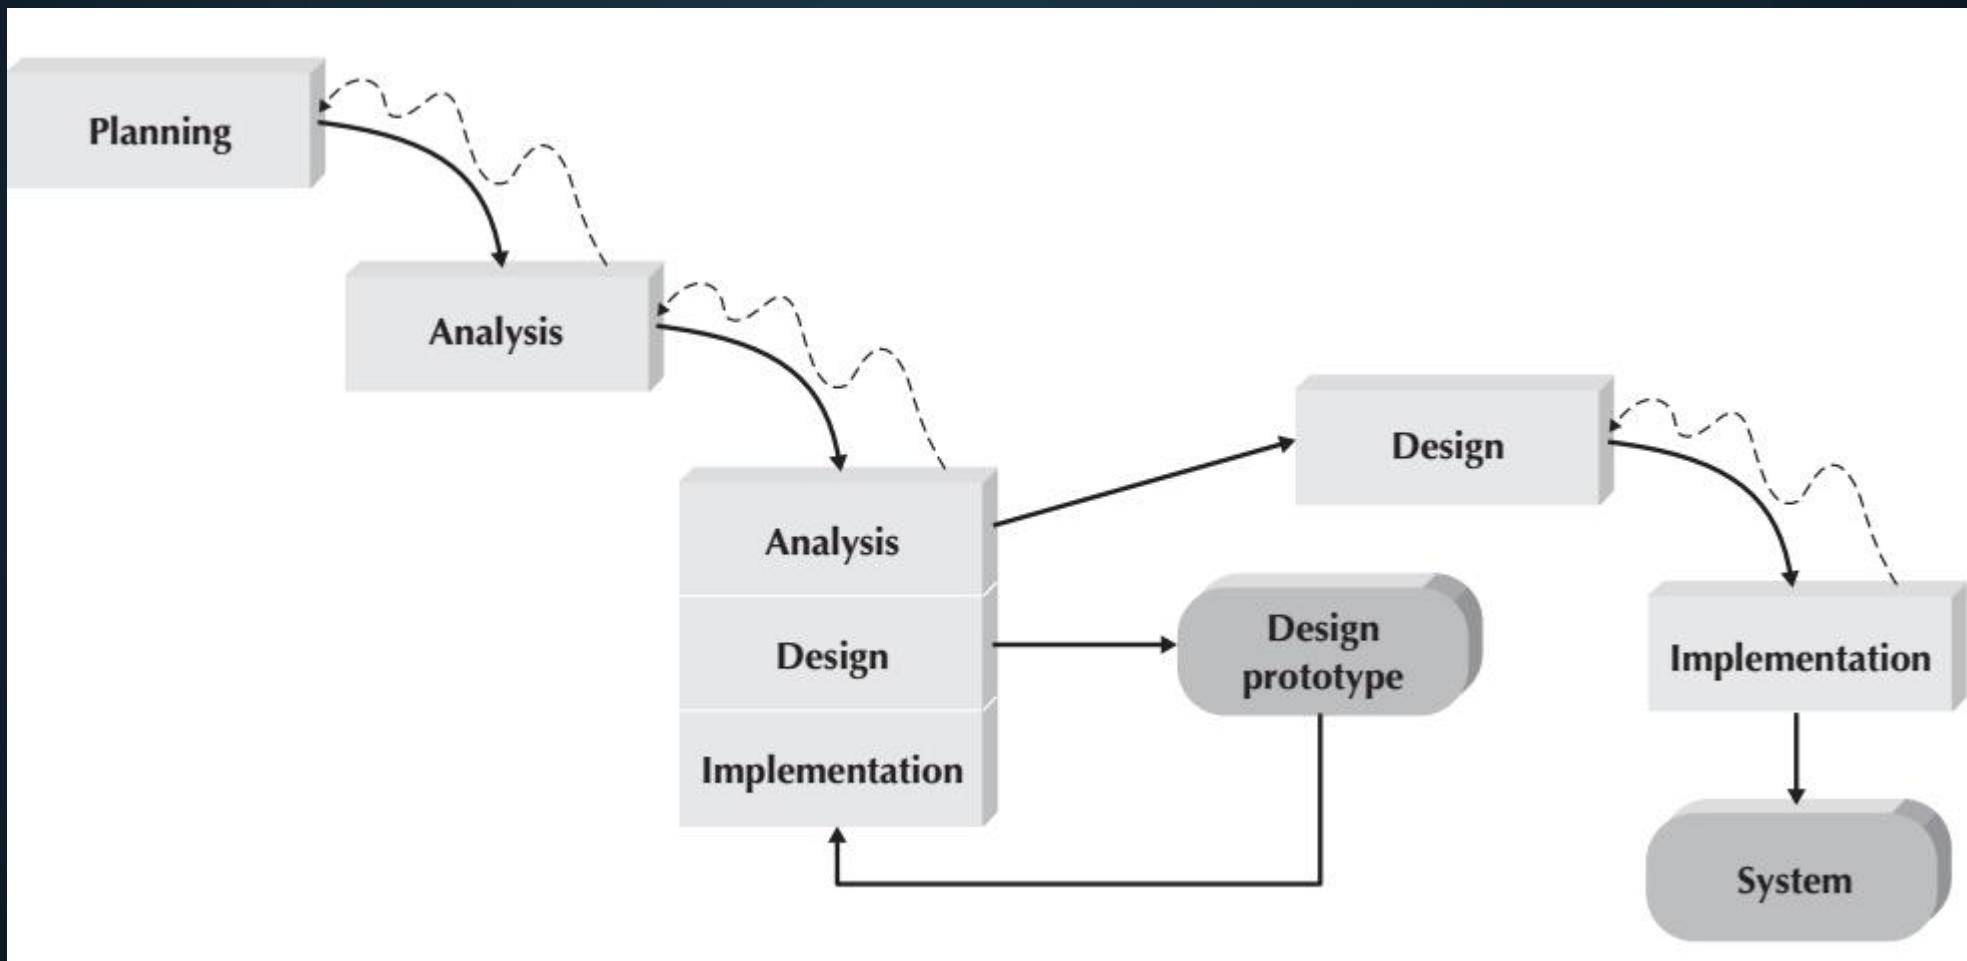 Planning
Analysis
Analysis
Design
Implementation
Design
prototype
Design
Implementation
System